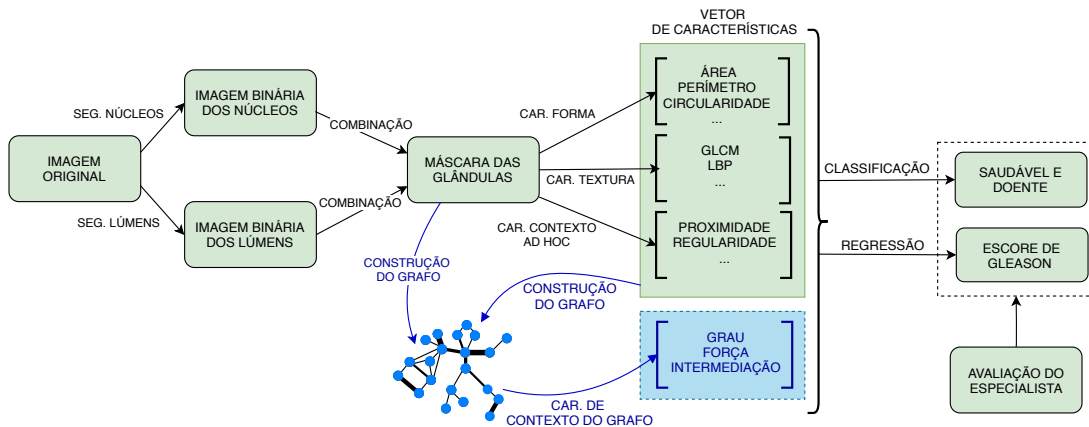 VETOR
DE CARACTERÍSTICAS
IMAGEM
ORIGINAL
SEG. NÚCLEOS
SEG. LÚMENS
IMAGEM BINÁRIA
DOS NÚCLEOS
IMAGEM BINÁRIA
DOS LÚMENS
COMBINAÇÃO
COMBINAÇÃO
MÁSCARA DAS
GLÂNDULAS
CAR. FORMA
CAR. TEXTURA
CAR. CONTEXTO
AD HOC
ÁREA
PERÍMETRO
CIRCULARIDADE
...
GLCM
LBP
...
PROXIMIDADE
REGULARIDADE
...
CONSTRUÇÃO
DO GRAFO
CONSTRUÇÃO
DO GRAFO
GRAU
FORÇA
INTERMEDIAÇÃO
CAR. DE
CONTEXTO DO GRAFO
CLASSIFICAÇÃO
REGRESSÃO
SAUDÁVEL E
DOENTE
ESCORE DE
GLEASON
AVALIAÇÃO DO
ESPECIALISTA